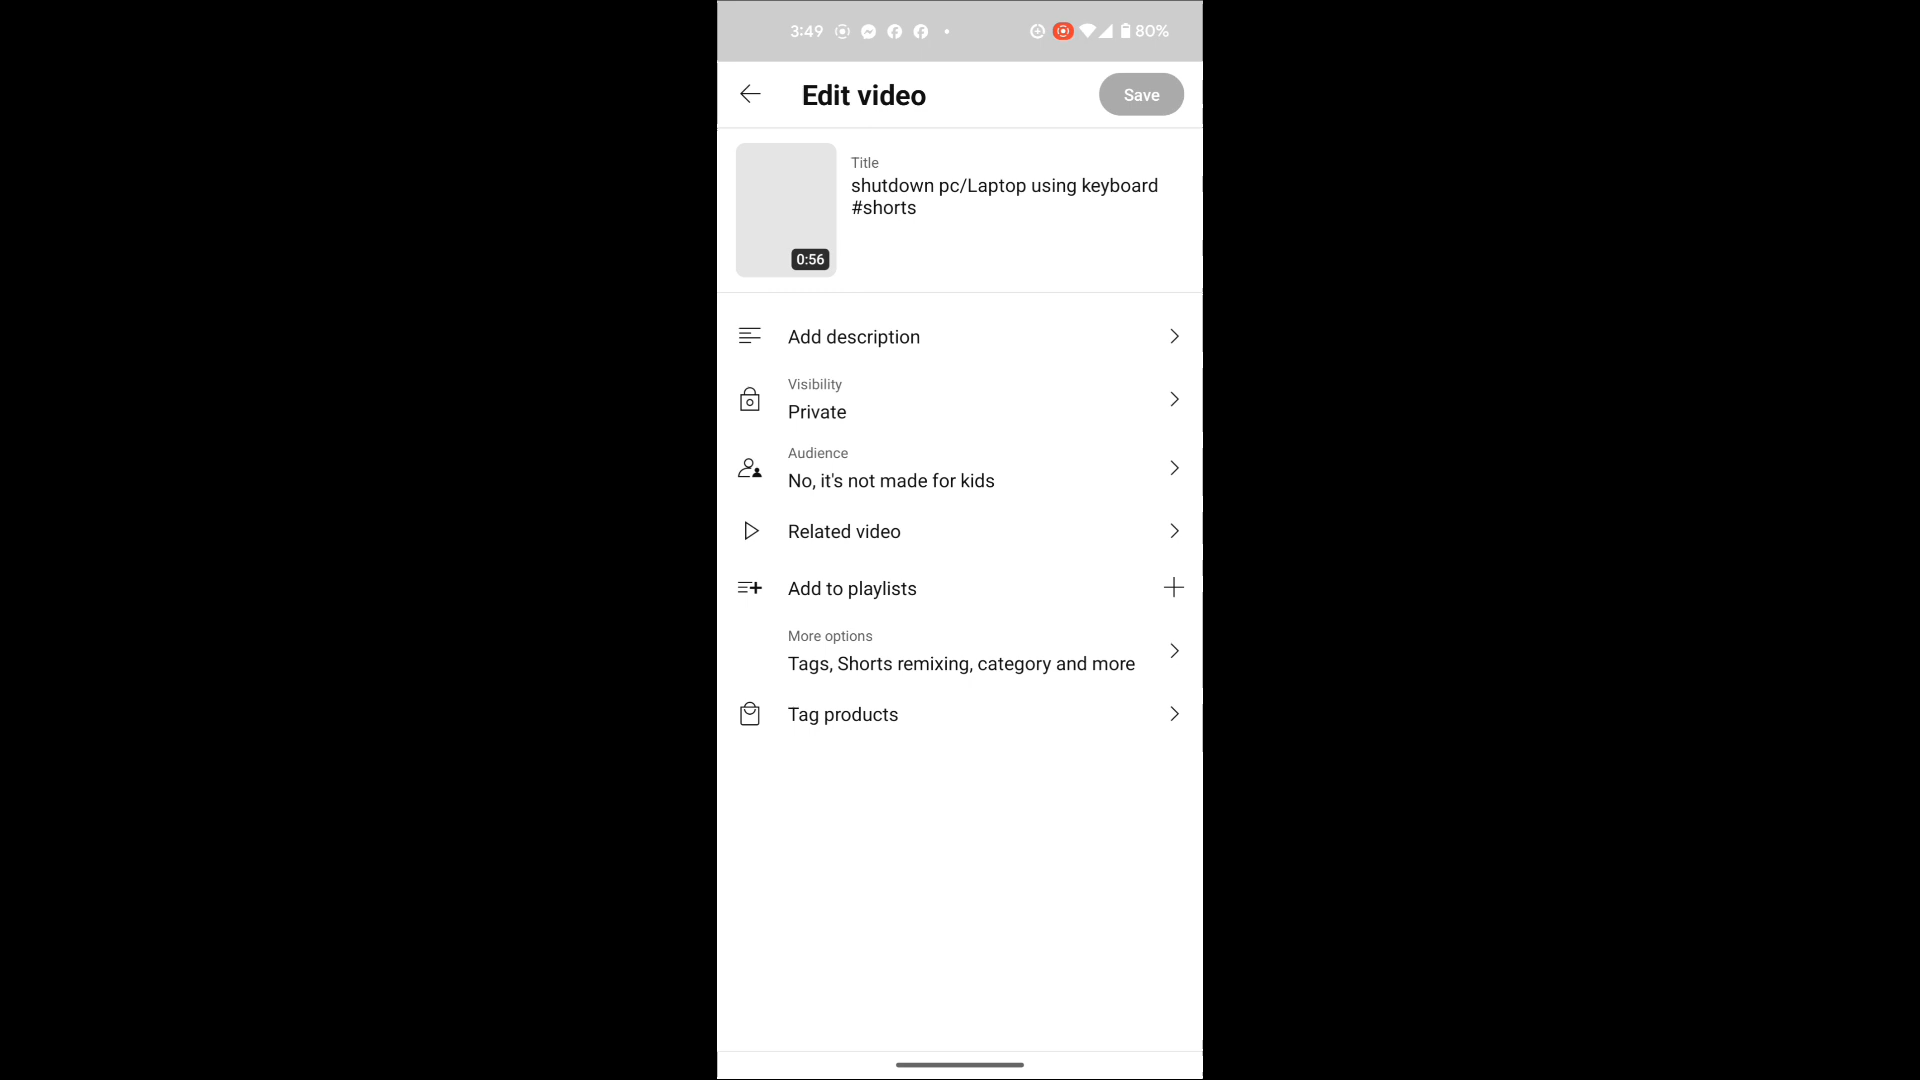 3:49
80%
Edit video
Save
Title
shutdown pc/Laptop using keyboard
#shorts
0:56
Add description
Visibility
Private
Audience
No, it's not made for kids
Related video
Add to playlists
More options
Tags, Shorts remixing, category and more
Tag products